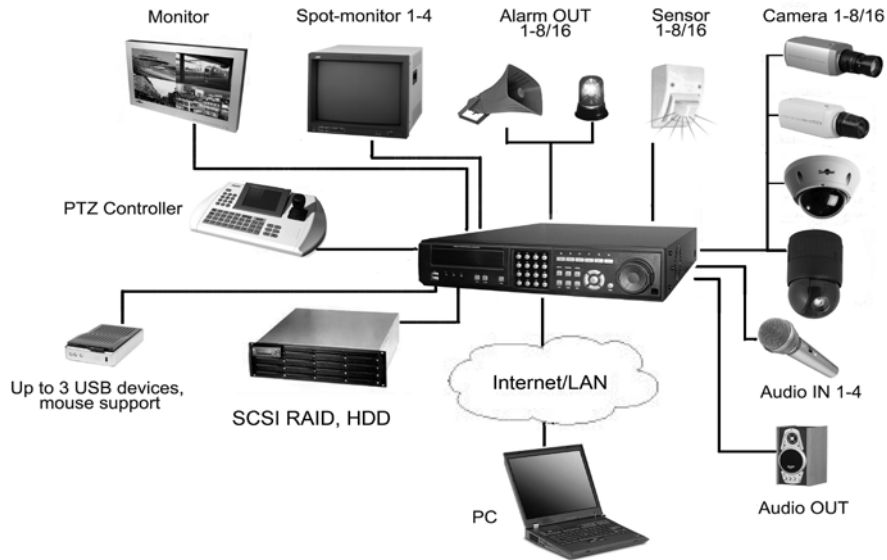 Monitor
Spot-monitor 1-4
Alarm OUT
1-8/16
Sensor
1-8/16
Camera 1-8/16
PTZ Controller
Up to 3 USB devices,
mouse support
SCSI RAID, HDD
Internet/LAN
Audio IN 1-4
PC
Audio OUT